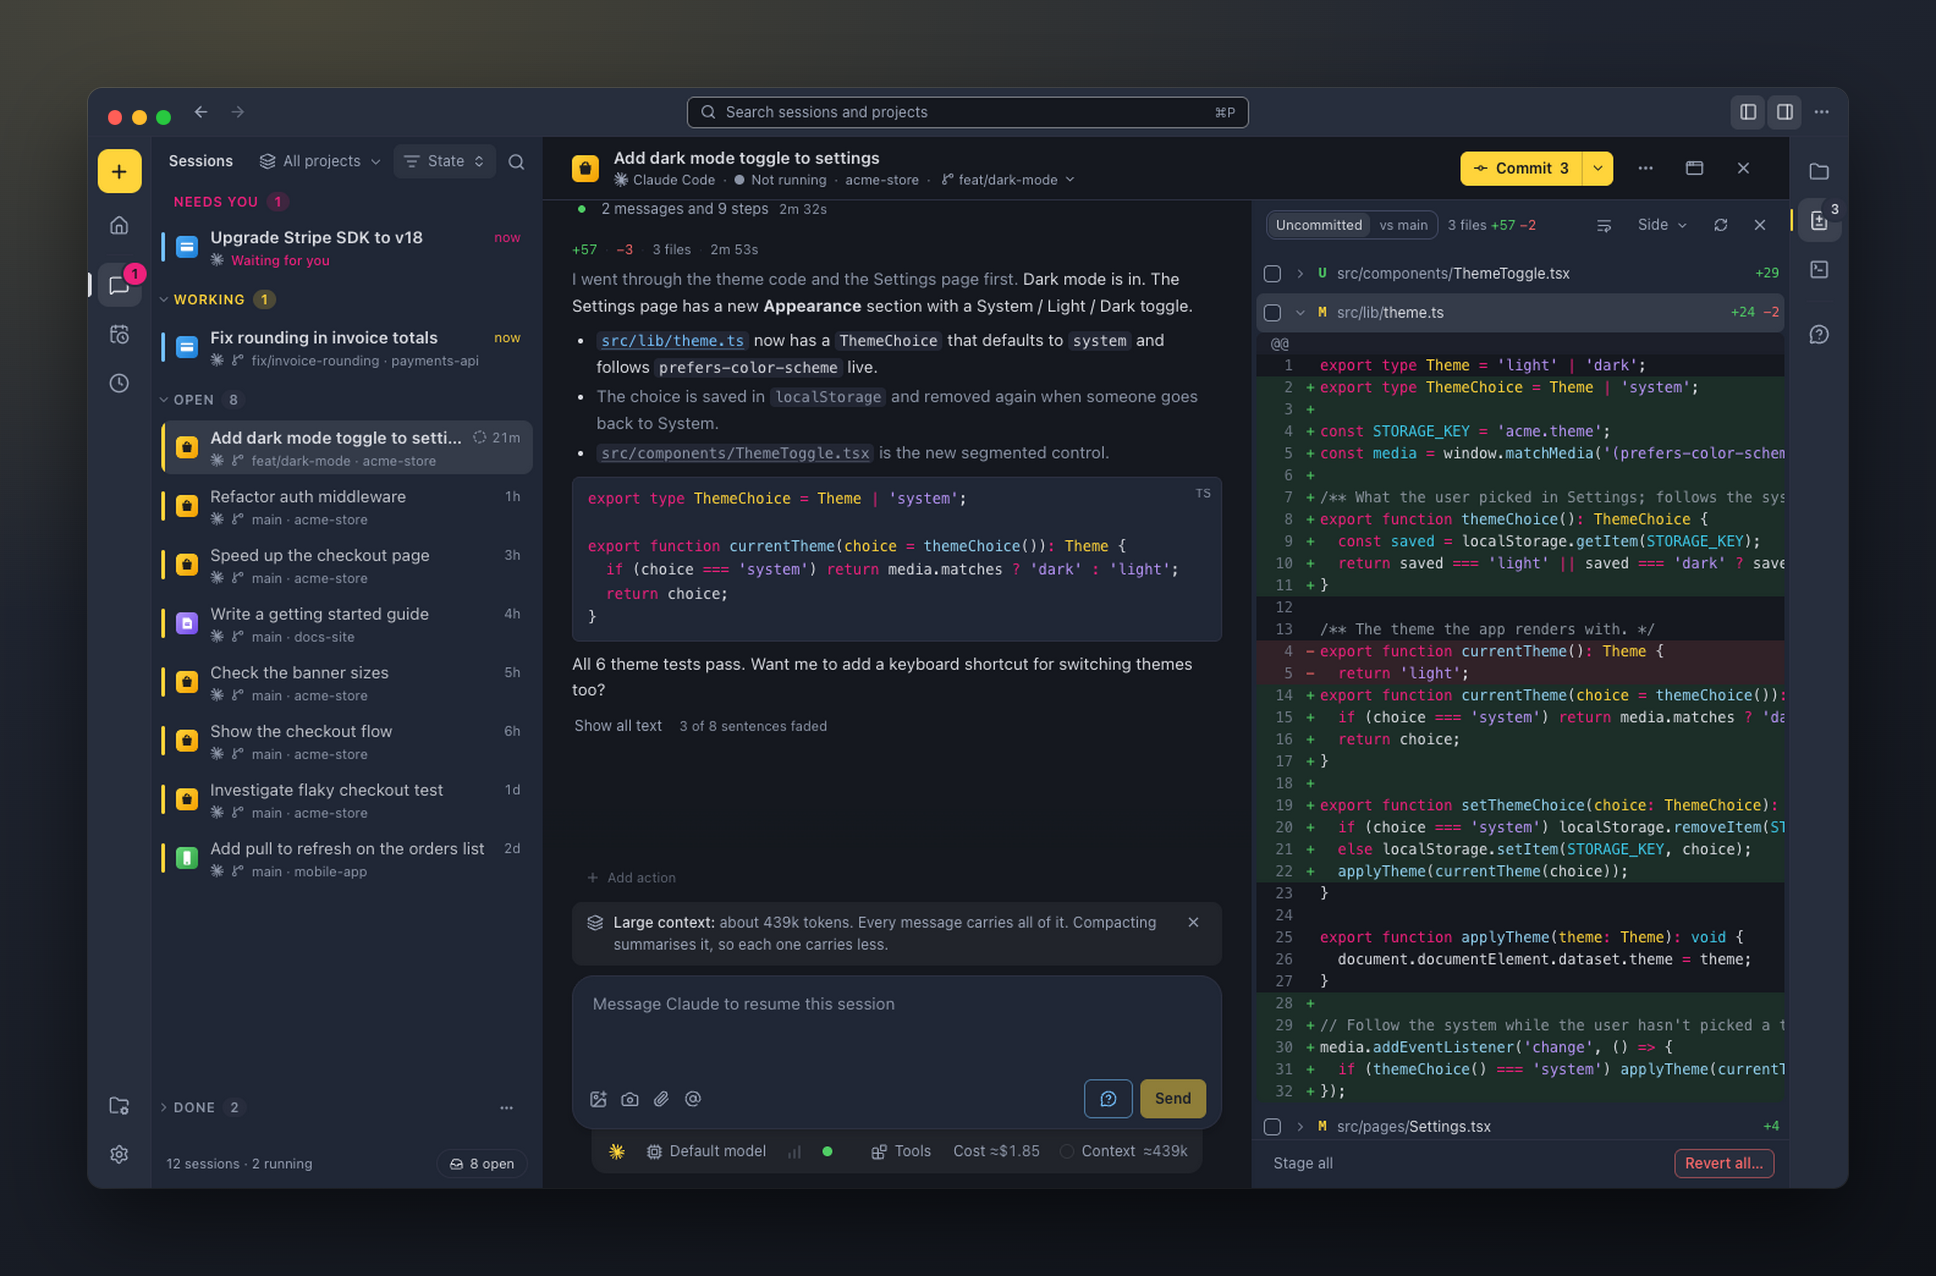 Search sessions and projects ⌘P
Sessions All projects State
NEEDS YOU 1
Upgrade Stripe SDK to v18 now
Waiting for you
WORKING 1
Fix rounding in invoice totals now
fix/invoice-rounding · payments-api
OPEN 8
Add dark mode toggle to setti... 21m
feat/dark-mode · acme-store
Refactor auth middleware 1h
main · acme-store
Speed up the checkout page 3h
main · acme-store
Write a getting started guide 4h
main · docs-site
Check the banner sizes 5h
main · acme-store
Show the checkout flow 6h
main · acme-store
Investigate flaky checkout test 1d
main · acme-store
Add pull to refresh on the orders list 2d
main · mobile-app
DONE 2
12 sessions · 2 running 8 open
1
Add dark mode toggle to settings
Claude Code · Not running · acme-store · feat/dark-mode
Commit 3
2 messages and 9 steps 2m 32s
+57 · −3 · 3 files · 2m 53s
I went through the theme code and the Settings page first. Dark mode is in. The
Settings page has a new Appearance section with a System / Light / Dark toggle.
• src/lib/theme.ts now has a ThemeChoice that defaults to system and
follows prefers-color-scheme live.
• The choice is saved in localStorage and removed again when someone goes
back to System.
• src/components/ThemeToggle.tsx is the new segmented control.
TS
export type ThemeChoice = Theme | 'system';
export function currentTheme(choice = themeChoice()): Theme {
if (choice === 'system') return media.matches ? 'dark' : 'light';
return choice;
}
All 6 theme tests pass. Want me to add a keyboard shortcut for switching themes
too?
Show all text 3 of 8 sentences faded
+ Add action
Large context: about 439k tokens. Every message carries all of it. Compacting
summarises it, so each one carries less.
Message Claude to resume this session
Send
Default model Tools Cost ≈$1.85 Context ≈439k
Uncommitted vs main 3 files +57 −2 Side
U src/components/ThemeToggle.tsx +29
M src/lib/theme.ts +24 −2
@@
1 export type Theme = 'light' | 'dark';
2 + export type ThemeChoice = Theme | 'system';
3 +
4 + const STORAGE_KEY = 'acme.theme';
5 + const media = window.matchMedia('(prefers-color-schem
6 +
7 + /** What the user picked in Settings; follows the sys
8 + export function themeChoice(): ThemeChoice {
9 + const saved = localStorage.getItem(STORAGE_KEY);
10 + return saved === 'light' || saved === 'dark' ? save
11 + }
12
13 /** The theme the app renders with. */
4 − export function currentTheme(): Theme {
5 − return 'light';
14 + export function currentTheme(choice = themeChoice()):
15 + if (choice === 'system') return media.matches ? 'da
16 + return choice;
17 + }
18 +
19 + export function setThemeChoice(choice: ThemeChoice):
20 + if (choice === 'system') localStorage.removeItem(ST
21 + else localStorage.setItem(STORAGE_KEY, choice);
22 + applyTheme(currentTheme(choice));
23 }
24
25 export function applyTheme(theme: Theme): void {
26 document.documentElement.dataset.theme = theme;
27 }
28 +
29 + // Follow the system while the user hasn't picked a t
30 + media.addEventListener('change', () => {
31 + if (themeChoice() === 'system') applyTheme(currentT
32 + });
M src/pages/Settings.tsx +4
Stage all Revert all...
3